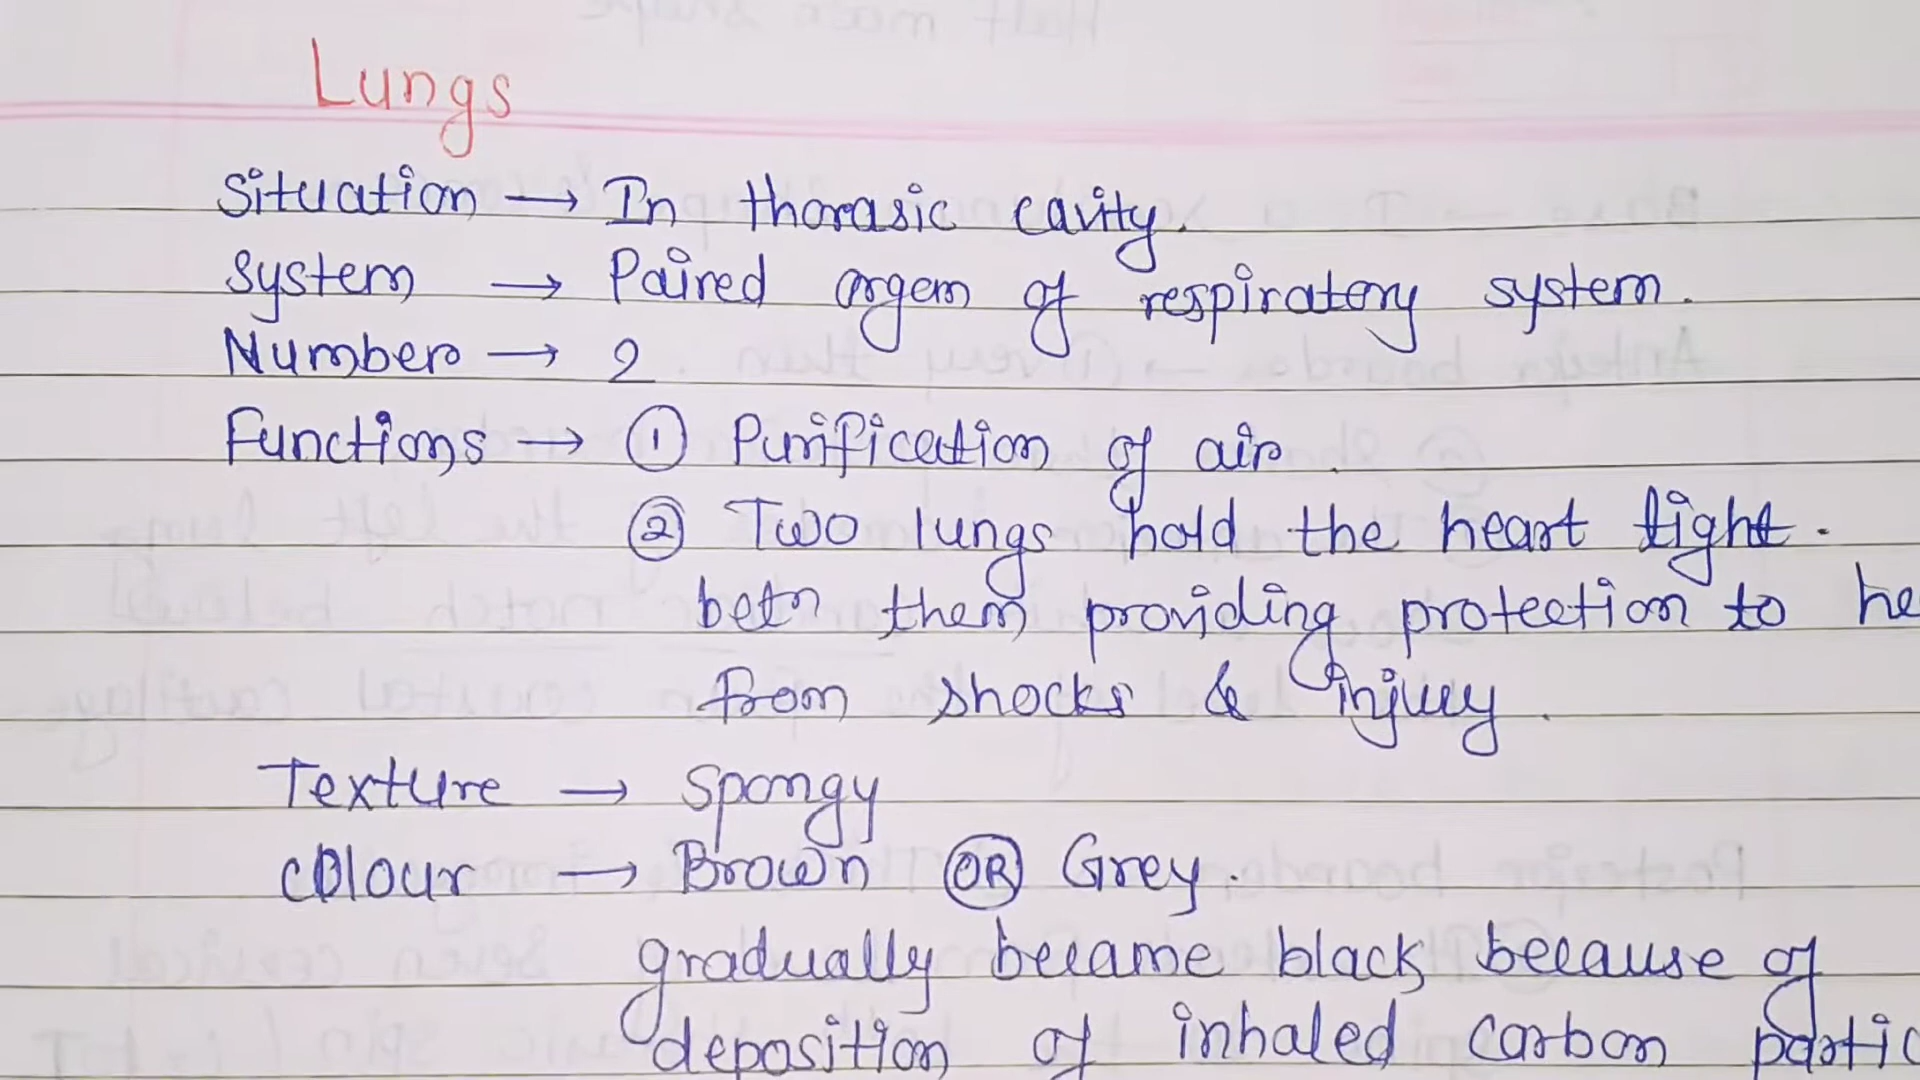 Lungs
Situation → In thorasic cavity.
System → Paired organ of respiratory system.
Number → 2
Functions → ① Purification of air.
② Two lungs hold the heart tight.
betn them providing protection to he
from shocks & injury.
Texture → Spongy
colour → Brown OR Grey.
gradually became black because of
deposition of inhaled carbon partic